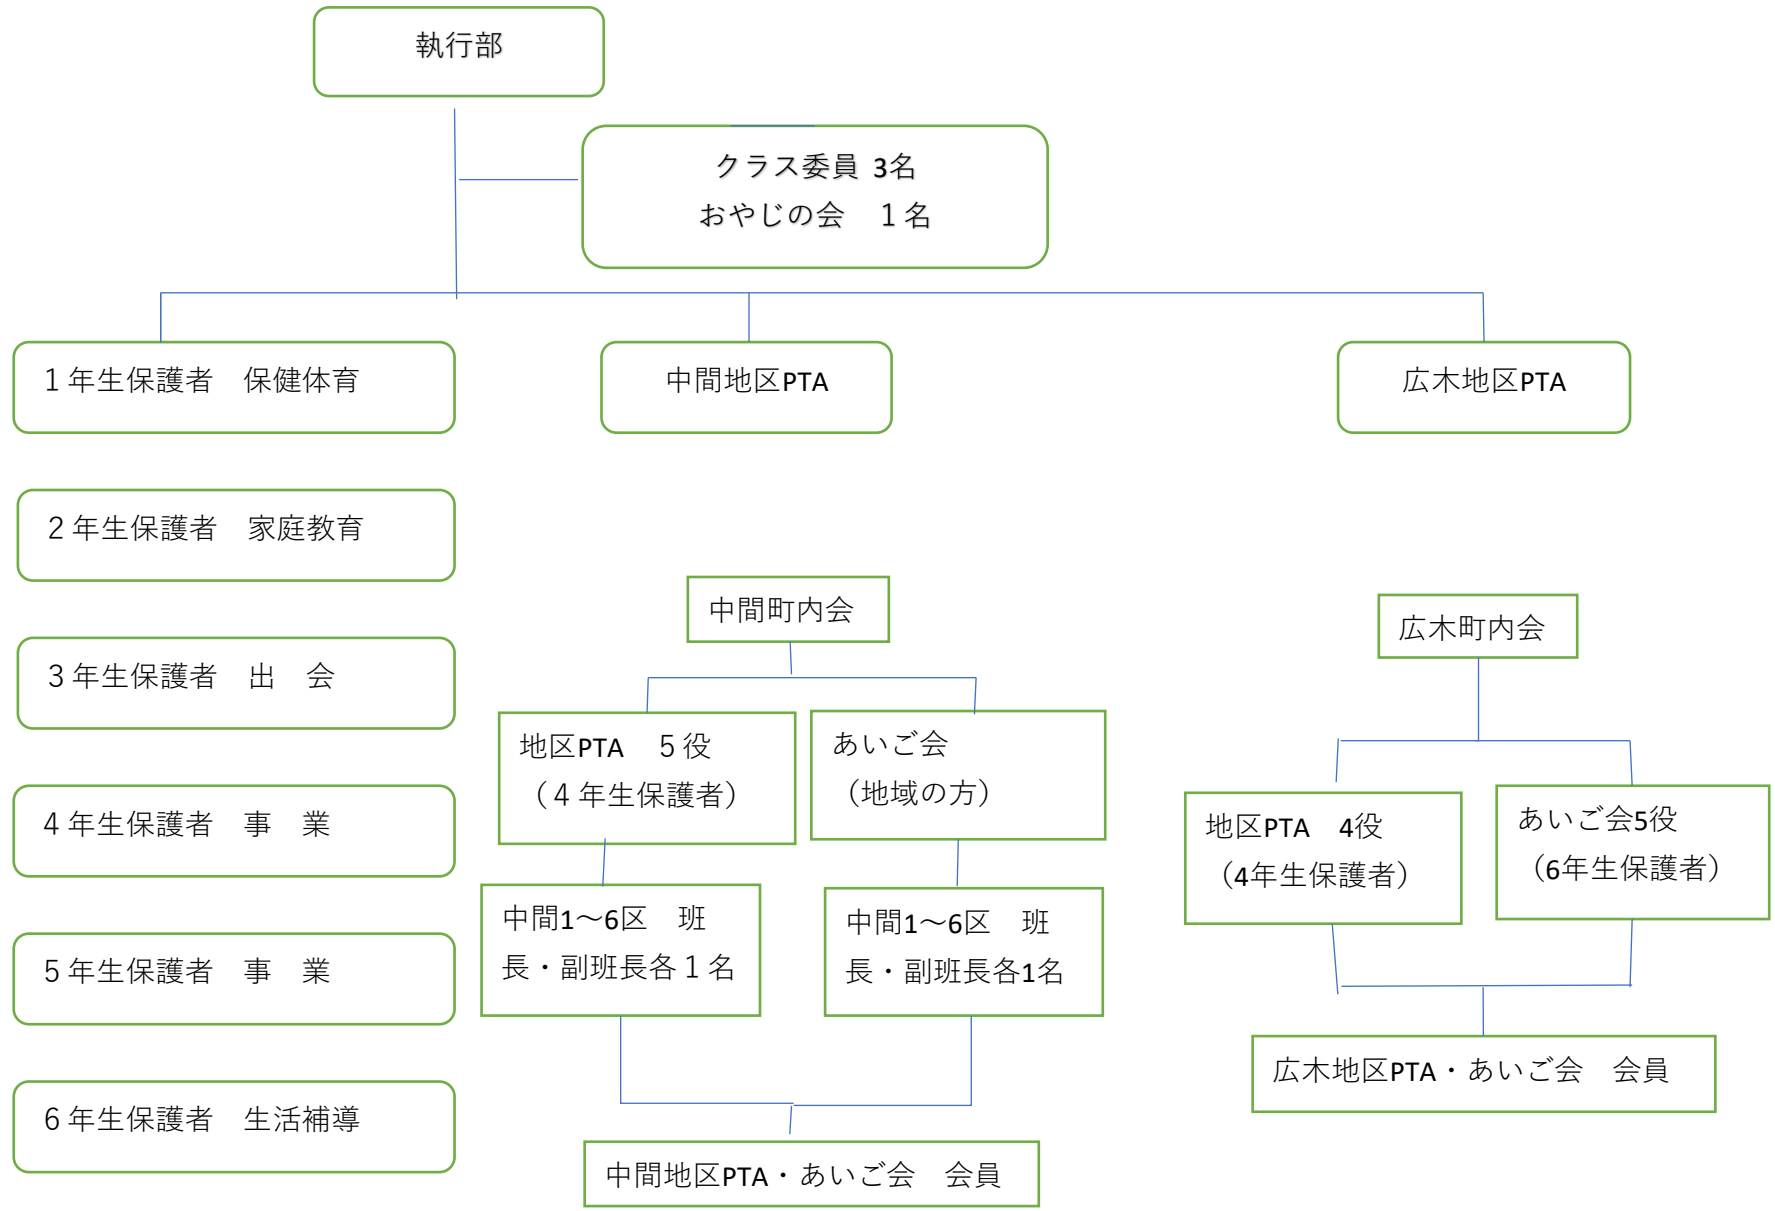 執行部
クラス委員 3名
おやじの会　１名
１年生保護者　保健体育
中間地区PTA
広木地区PTA
２年生保護者　家庭教育
３年生保護者　出　会
４年生保護者　事　業
５年生保護者　事　業
６年生保護者　生活補導
中間町内会
地区PTA　５役
（４年生保護者）
あいご会
（地域の方）
中間1～6区　班
長・副班長各１名
中間1～6区　班
長・副班長各1名
中間地区PTA・あいご会　会員
広木町内会
地区PTA　4役
（4年生保護者）
あいご会5役
（6年生保護者）
広木地区PTA・あいご会　会員